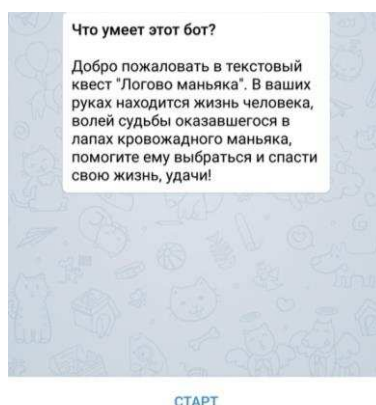 Что умеет этот бот?
Добро пожаловать в текстовый
квест "Логово маньяка". В ваших
руках находится жизнь человека,
волей судьбы оказавшегося в
лапах кровожадного маньяка,
помогите ему выбраться и спасти
свою жизнь, удачи!
СТАРТ